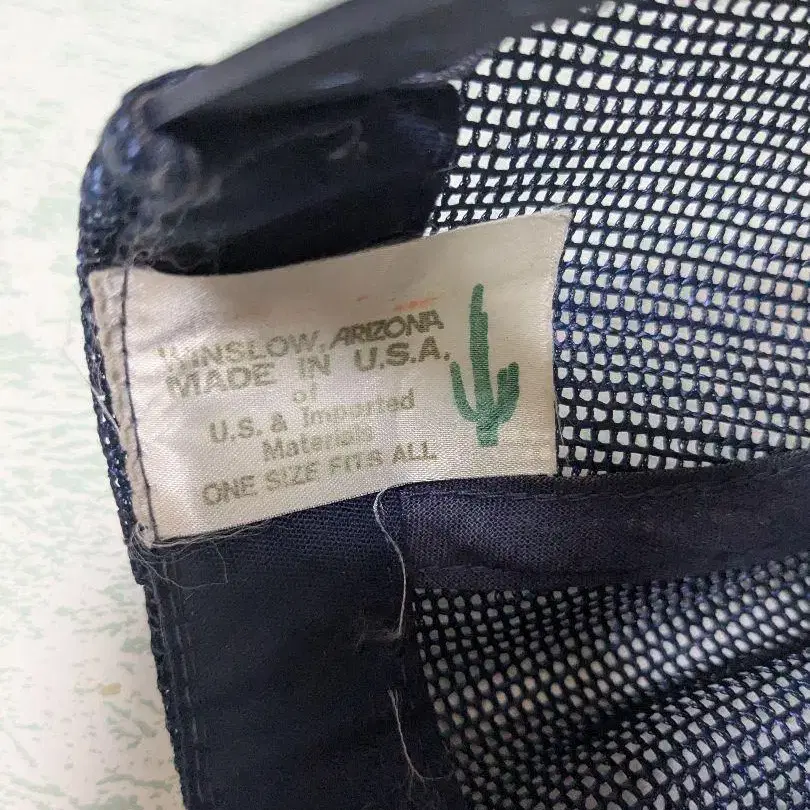 WINSLOW, ARIZONA
MADE IN U.S.A.
of
U.S. & Imported
Materials
ONE SIZE FITS ALL